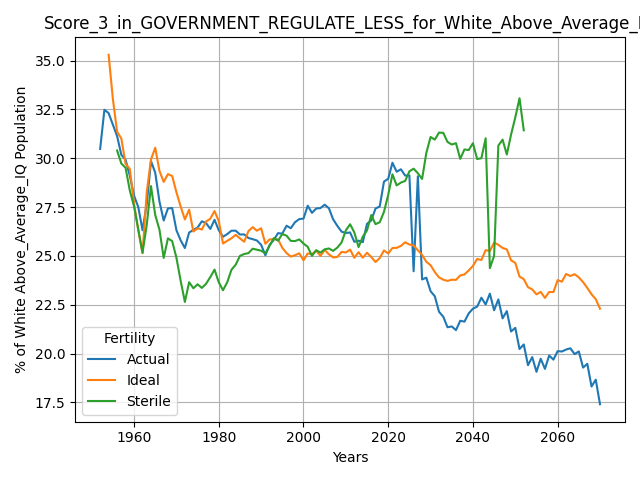 Score_3_in_GOVERNMENT_REGULATE_LESS_for_White_Above_Average_I
% of White Above_Average_IQ Population
35.0
32.5
30.0
27.5
25.0
22.5
20.0
17.5
Fertility
Actual
Ideal
Sterile
1960
1980
2000
2020
2040
2060
Years